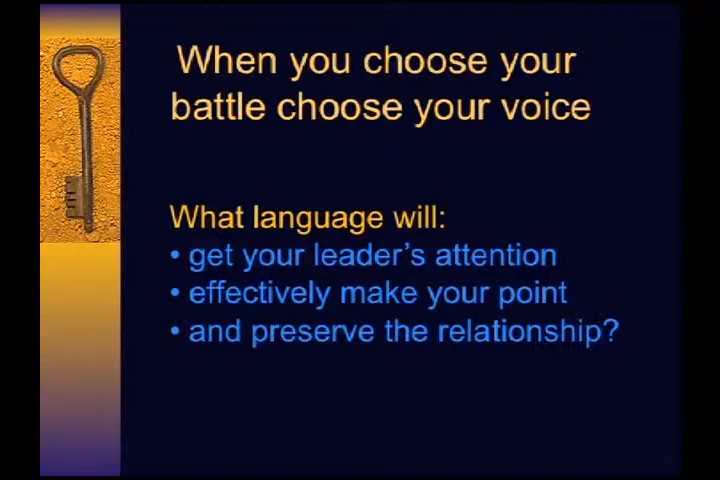 When you choose your
battle choose your voice
What language will:
• get your leader's attention
• effectively make your point
• and preserve the relationship?